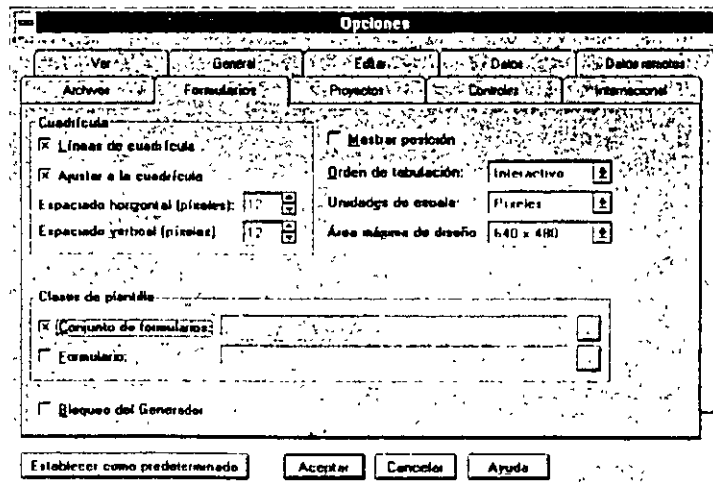 Opciones
Ver General Editar Datos Datos remotos
Archivos Formularios Proyectos Controles Internacional
Cuadrícula
Líneas de cuadrícula
Ajustar a la cuadrícula
Espaciado horizontal (píxeles): 12
Espaciado vertical (píxeles) 12
Mostrar posición
Orden de tabulación: Interactivo
Unidades de escala: Píxeles
Área máxima de diseño 640 x 480
Clases de plantilla
Conjunto de formularios:
Formulario:
Bloqueo del Generador
Establecer como predeterminado Aceptar Cancelar Ayuda